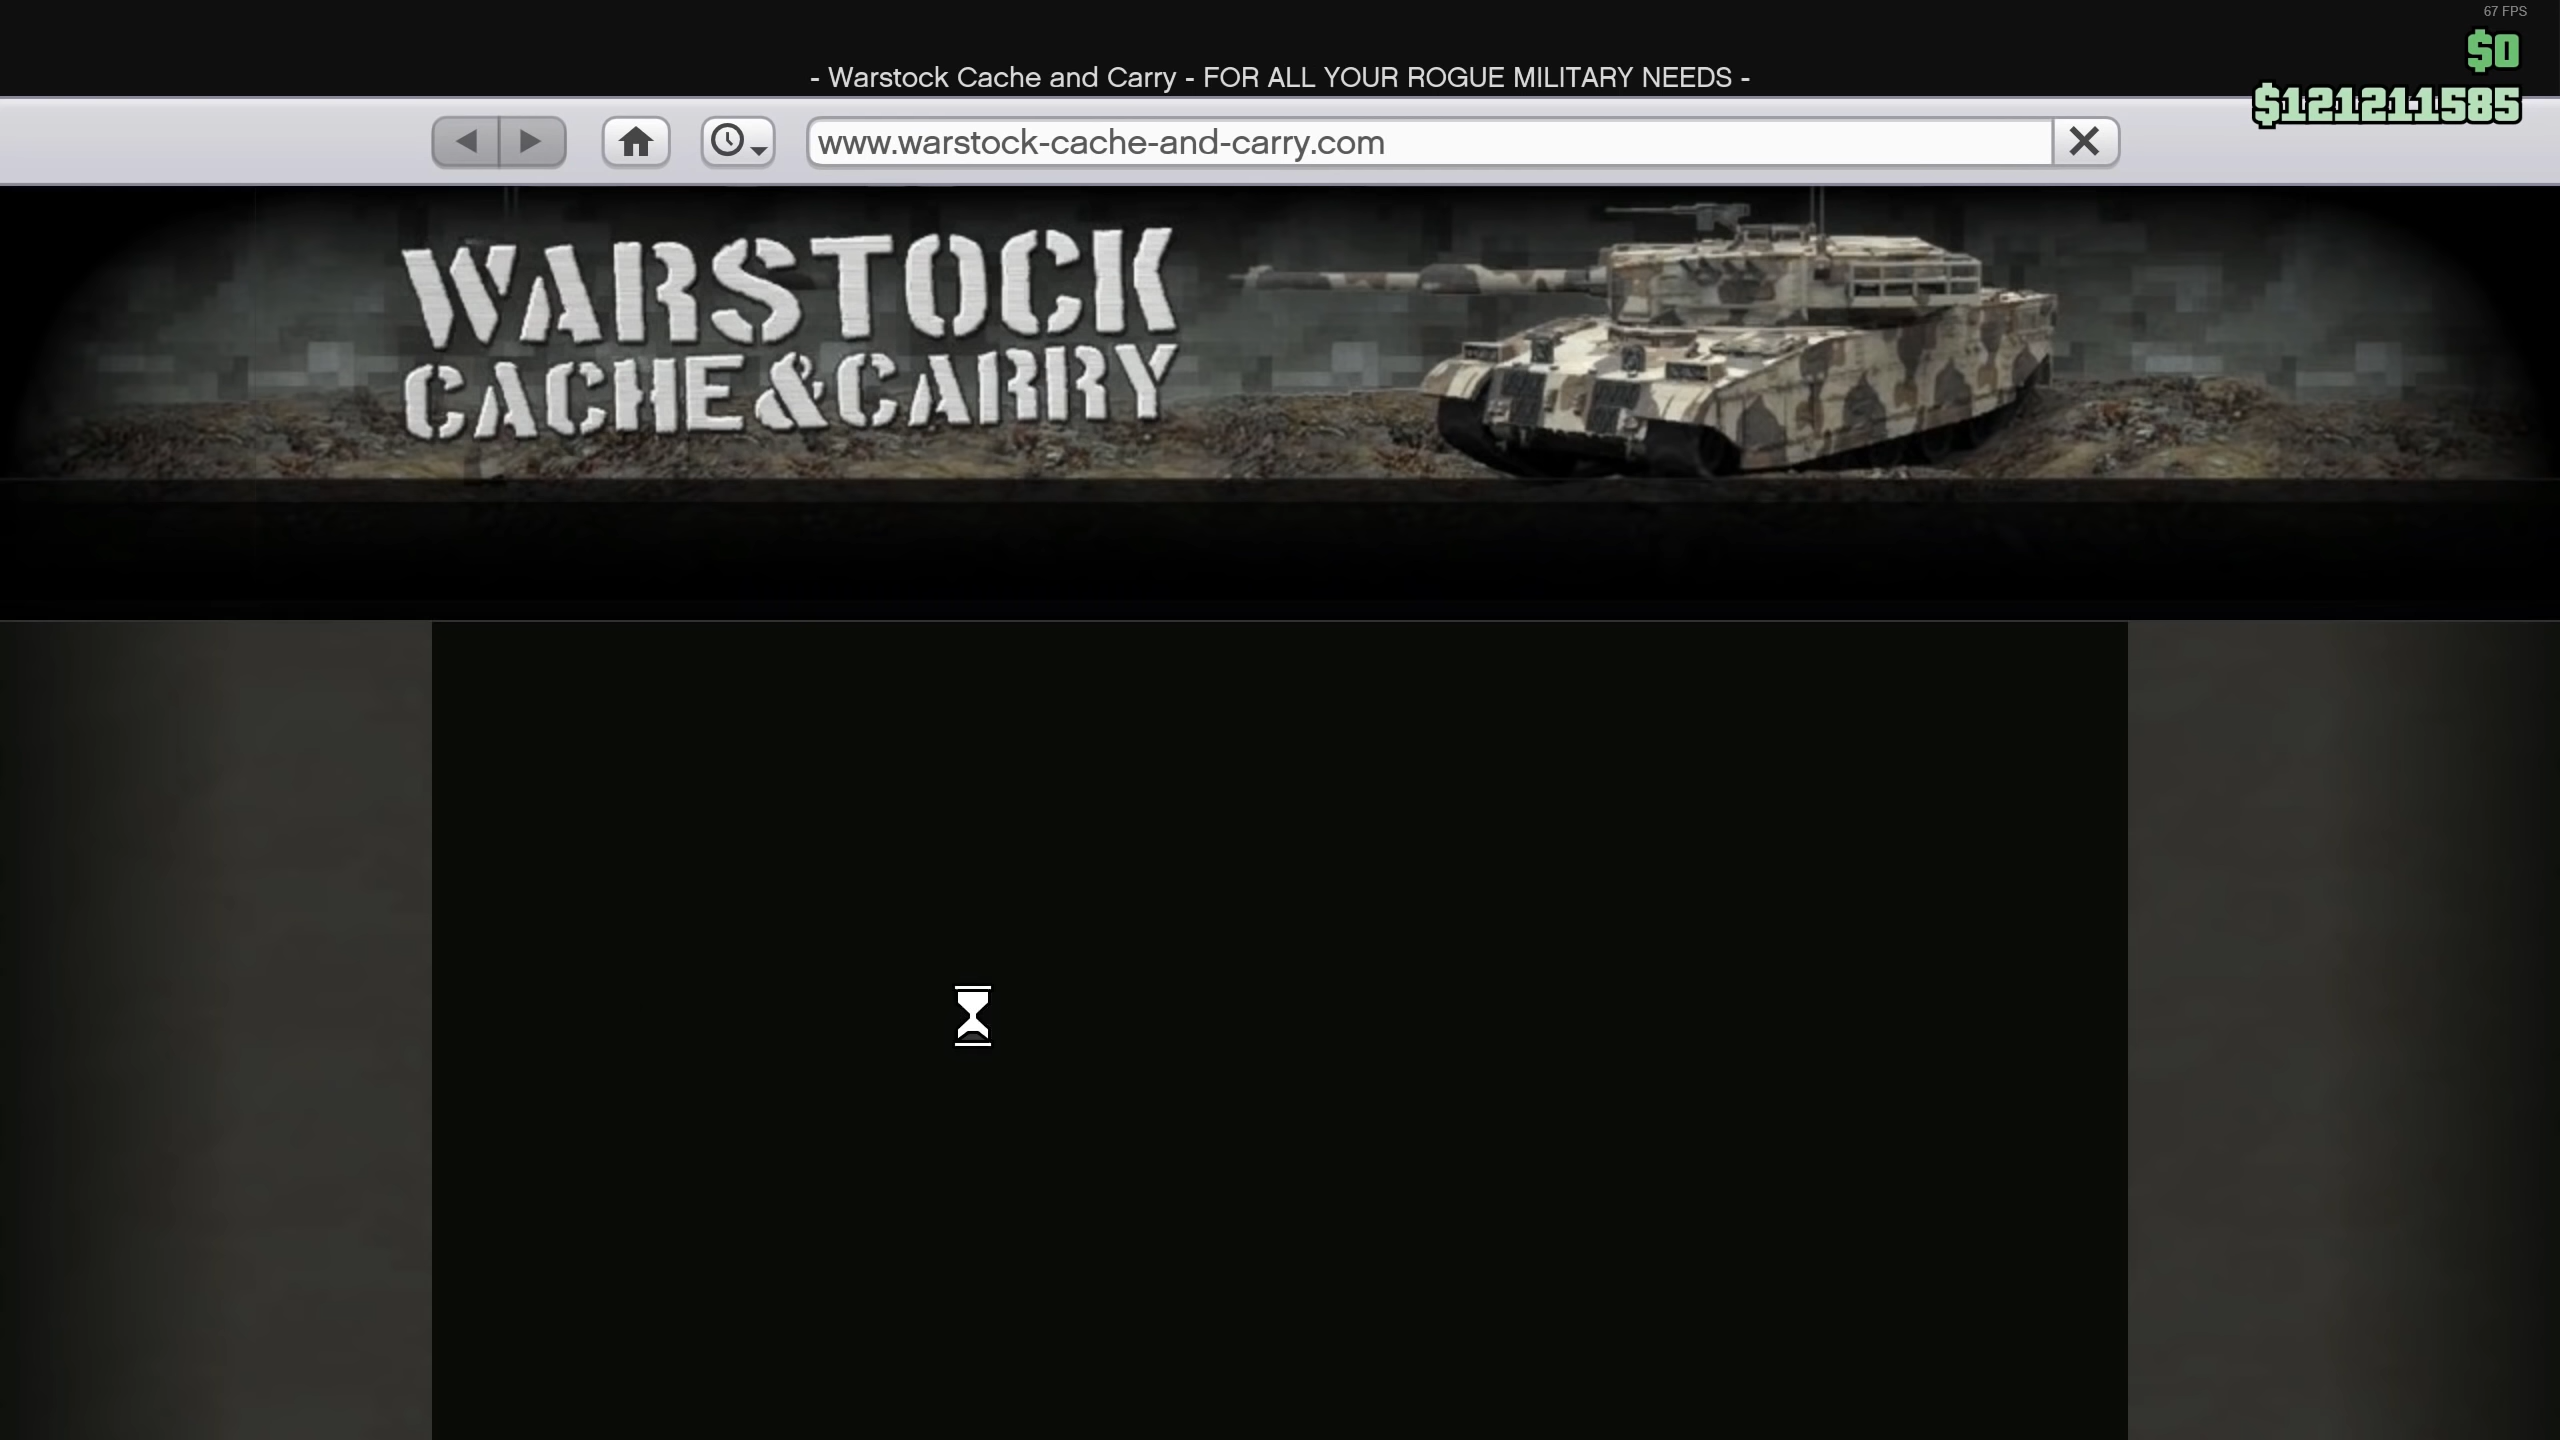 67 FPS
$0
- Warstock Cache and Carry - FOR ALL YOUR ROGUE MILITARY NEEDS -
$121211585
www.warstock-cache-and-carry.com
WARSTOCK
CACHE&CARRY